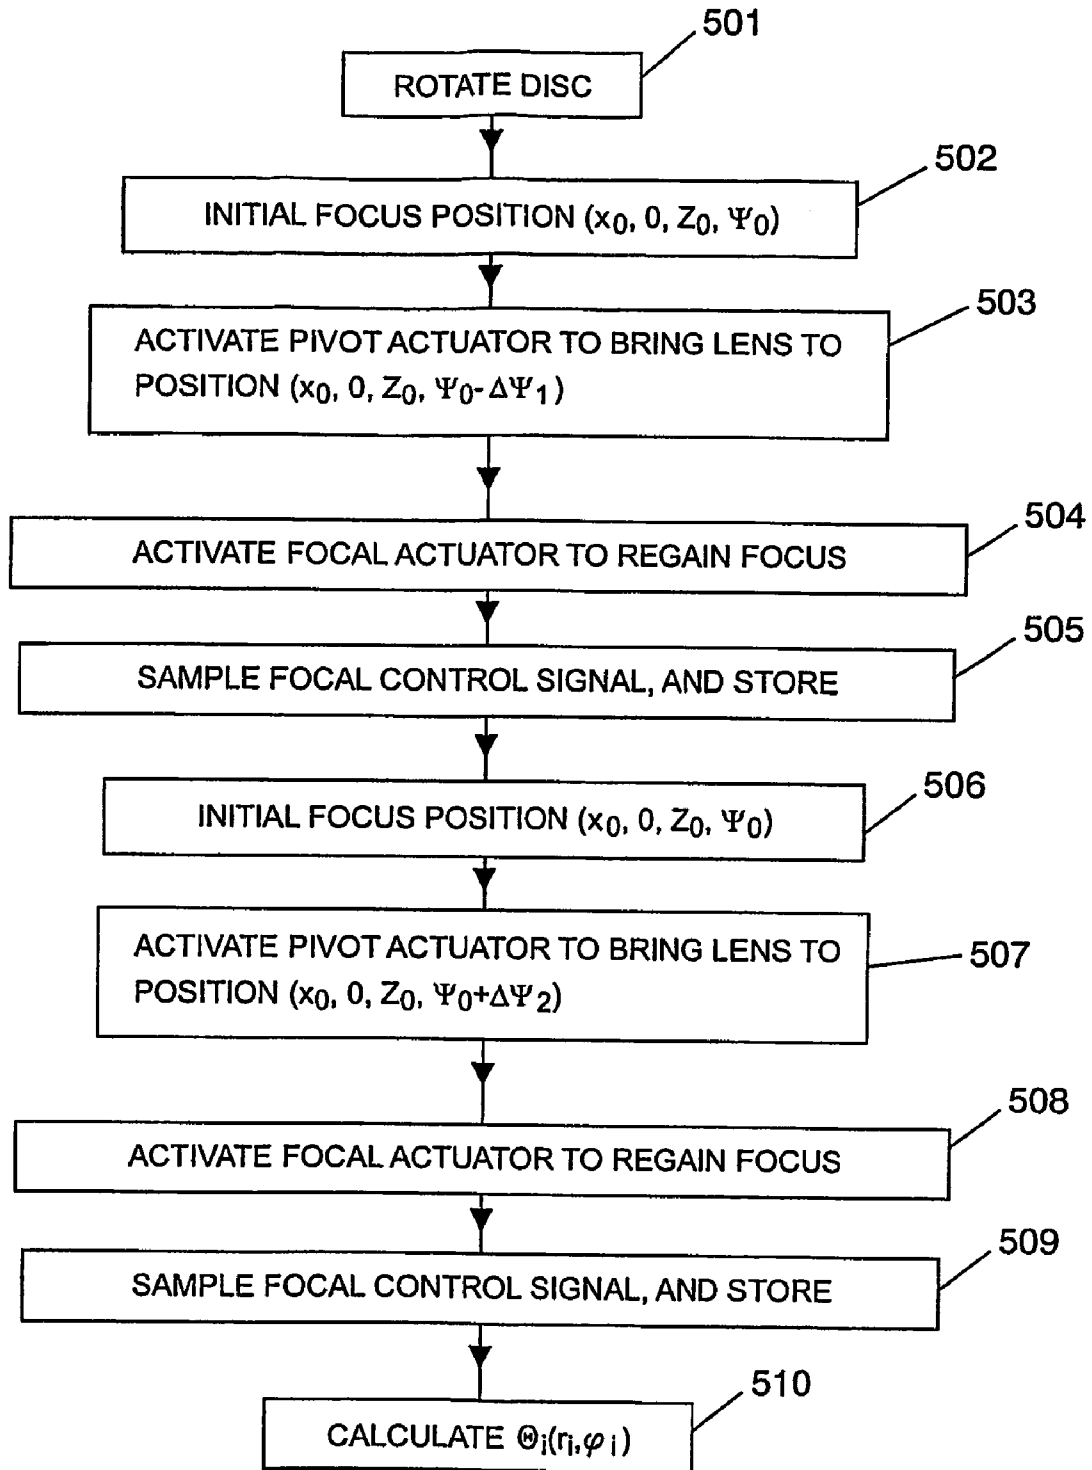 501
ROTATE DISC
502
INITIAL FOCUS POSITION (x₀, 0, Z₀, Ψ₀)
503
ACTIVATE PIVOT ACTUATOR TO BRING LENS TO
POSITION (x₀, 0, Z₀, Ψ₀-ΔΨ₁)
504
ACTIVATE FOCAL ACTUATOR TO REGAIN FOCUS
505
SAMPLE FOCAL CONTROL SIGNAL, AND STORE
506
INITIAL FOCUS POSITION (x₀, 0, Z₀, Ψ₀)
507
ACTIVATE PIVOT ACTUATOR TO BRING LENS TO
POSITION (x₀, 0, Z₀, Ψ₀+ΔΨ₂)
508
ACTIVATE FOCAL ACTUATOR TO REGAIN FOCUS
509
SAMPLE FOCAL CONTROL SIGNAL, AND STORE
510
CALCULATE Θᵢ(rᵢ,φᵢ)